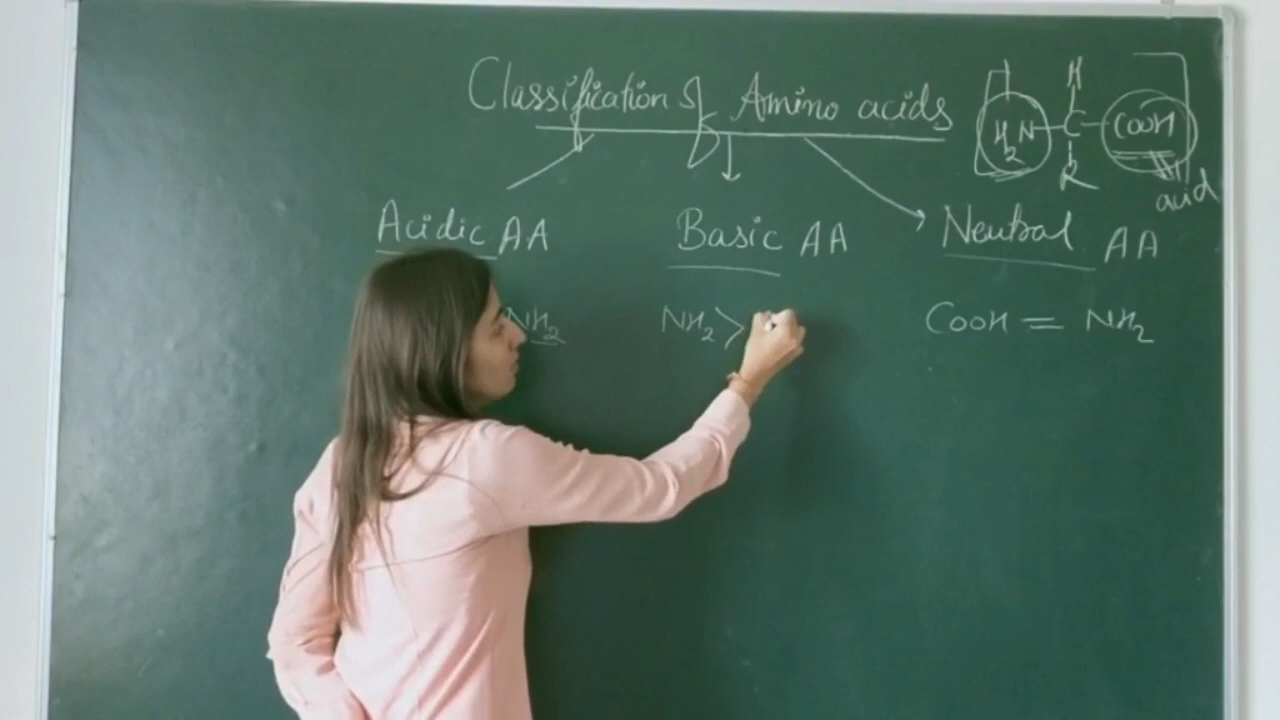 Classification of Amino acids
H
H2N-C-COOH
R
acid
Acidic AA
Basic AA
Neutral AA
NH2
NH2>
COOH = NH2